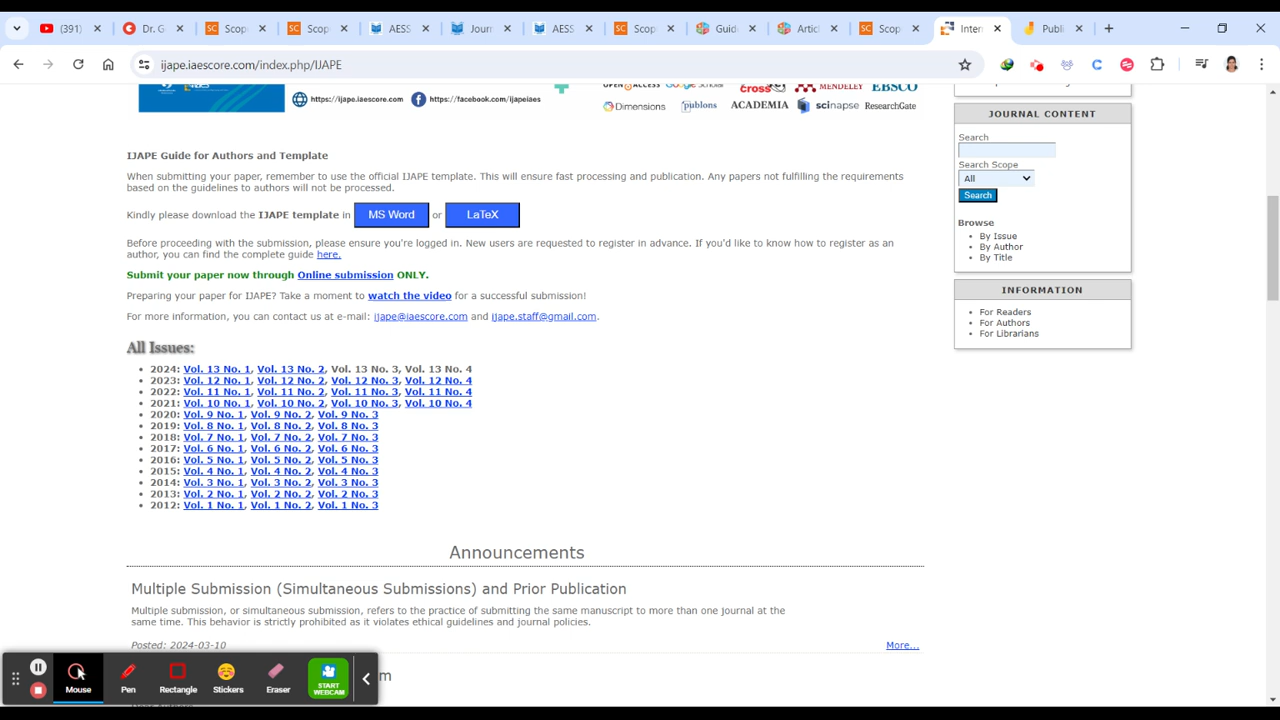 (391)
Dr. G
Scop
Scop
AESS
Journ
AESS
Scop
Guid
Artic
Scop
Inter
Publi
ijape.iaescore.com/index.php/IJAPE
https://ijape.iaescore.com
https://facebook.com/ijapeiaes
MENDELEY
EBSCO
Dimensions
publons
ACADEMIA
scinapse
ResearchGate
IJAPE Guide for Authors and Template
When submitting your paper, remember to use the official IJAPE template. This will ensure fast processing and publication. Any papers not fulfilling the requirements
based on the guidelines to authors will not be processed.
Kindly please download the IJAPE template in MS Word or LaTeX
Before proceeding with the submission, please ensure you're logged in. New users are requested to register in advance. If you'd like to know how to register as an
author, you can find the complete guide here.
Submit your paper now through Online submission ONLY.
Preparing your paper for IJAPE? Take a moment to watch the video for a successful submission!
For more information, you can contact us at e-mail: ijape@iaescore.com and ijape.staff@gmail.com.
All Issues:
• 2024: Vol. 13 No. 1, Vol. 13 No. 2, Vol. 13 No. 3, Vol. 13 No. 4
• 2023: Vol. 12 No. 1, Vol. 12 No. 2, Vol. 12 No. 3, Vol. 12 No. 4
• 2022: Vol. 11 No. 1, Vol. 11 No. 2, Vol. 11 No. 3, Vol. 11 No. 4
• 2021: Vol. 10 No. 1, Vol. 10 No. 2, Vol. 10 No. 3, Vol. 10 No. 4
• 2020: Vol. 9 No. 1, Vol. 9 No. 2, Vol. 9 No. 3
• 2019: Vol. 8 No. 1, Vol. 8 No. 2, Vol. 8 No. 3
• 2018: Vol. 7 No. 1, Vol. 7 No. 2, Vol. 7 No. 3
• 2017: Vol. 6 No. 1, Vol. 6 No. 2, Vol. 6 No. 3
• 2016: Vol. 5 No. 1, Vol. 5 No. 2, Vol. 5 No. 3
• 2015: Vol. 4 No. 1, Vol. 4 No. 2, Vol. 4 No. 3
• 2014: Vol. 3 No. 1, Vol. 3 No. 2, Vol. 3 No. 3
• 2013: Vol. 2 No. 1, Vol. 2 No. 2, Vol. 2 No. 3
• 2012: Vol. 1 No. 1, Vol. 1 No. 2, Vol. 1 No. 3
Announcements
Multiple Submission (Simultaneous Submissions) and Prior Publication
Multiple submission, or simultaneous submission, refers to the practice of submitting the same manuscript to more than one journal at the
same time. This behavior is strictly prohibited as it violates ethical guidelines and journal policies.
Posted: 2024-03-10
More...
JOURNAL CONTENT
Search
Search Scope
All
Search
Browse
• By Issue
• By Author
• By Title
INFORMATION
• For Readers
• For Authors
• For Librarians
Mouse
Pen
Rectangle
Stickers
Eraser
START
WEBCAM